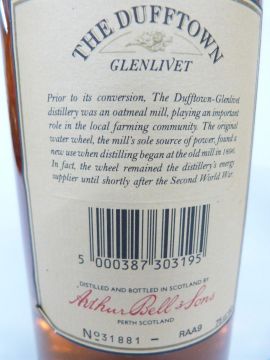 THE DUFFTOWN
GLENLIVET
Prior to its conversion, The Dufftown-Glenlivet
distillery was an oatmeal mill, playing an important
role in the local farming community. The original
water wheel, the mill's sole source of power, found a
new use when distilling began at the old mill in 1896.
In fact, the wheel remained the distillery's energy
supplier until shortly after the Second World War.
5 000387 303195
DISTILLED AND BOTTLED IN SCOTLAND BY
Arthur Bell & Sons
PERTH SCOTLAND
No 31881 — RAA9